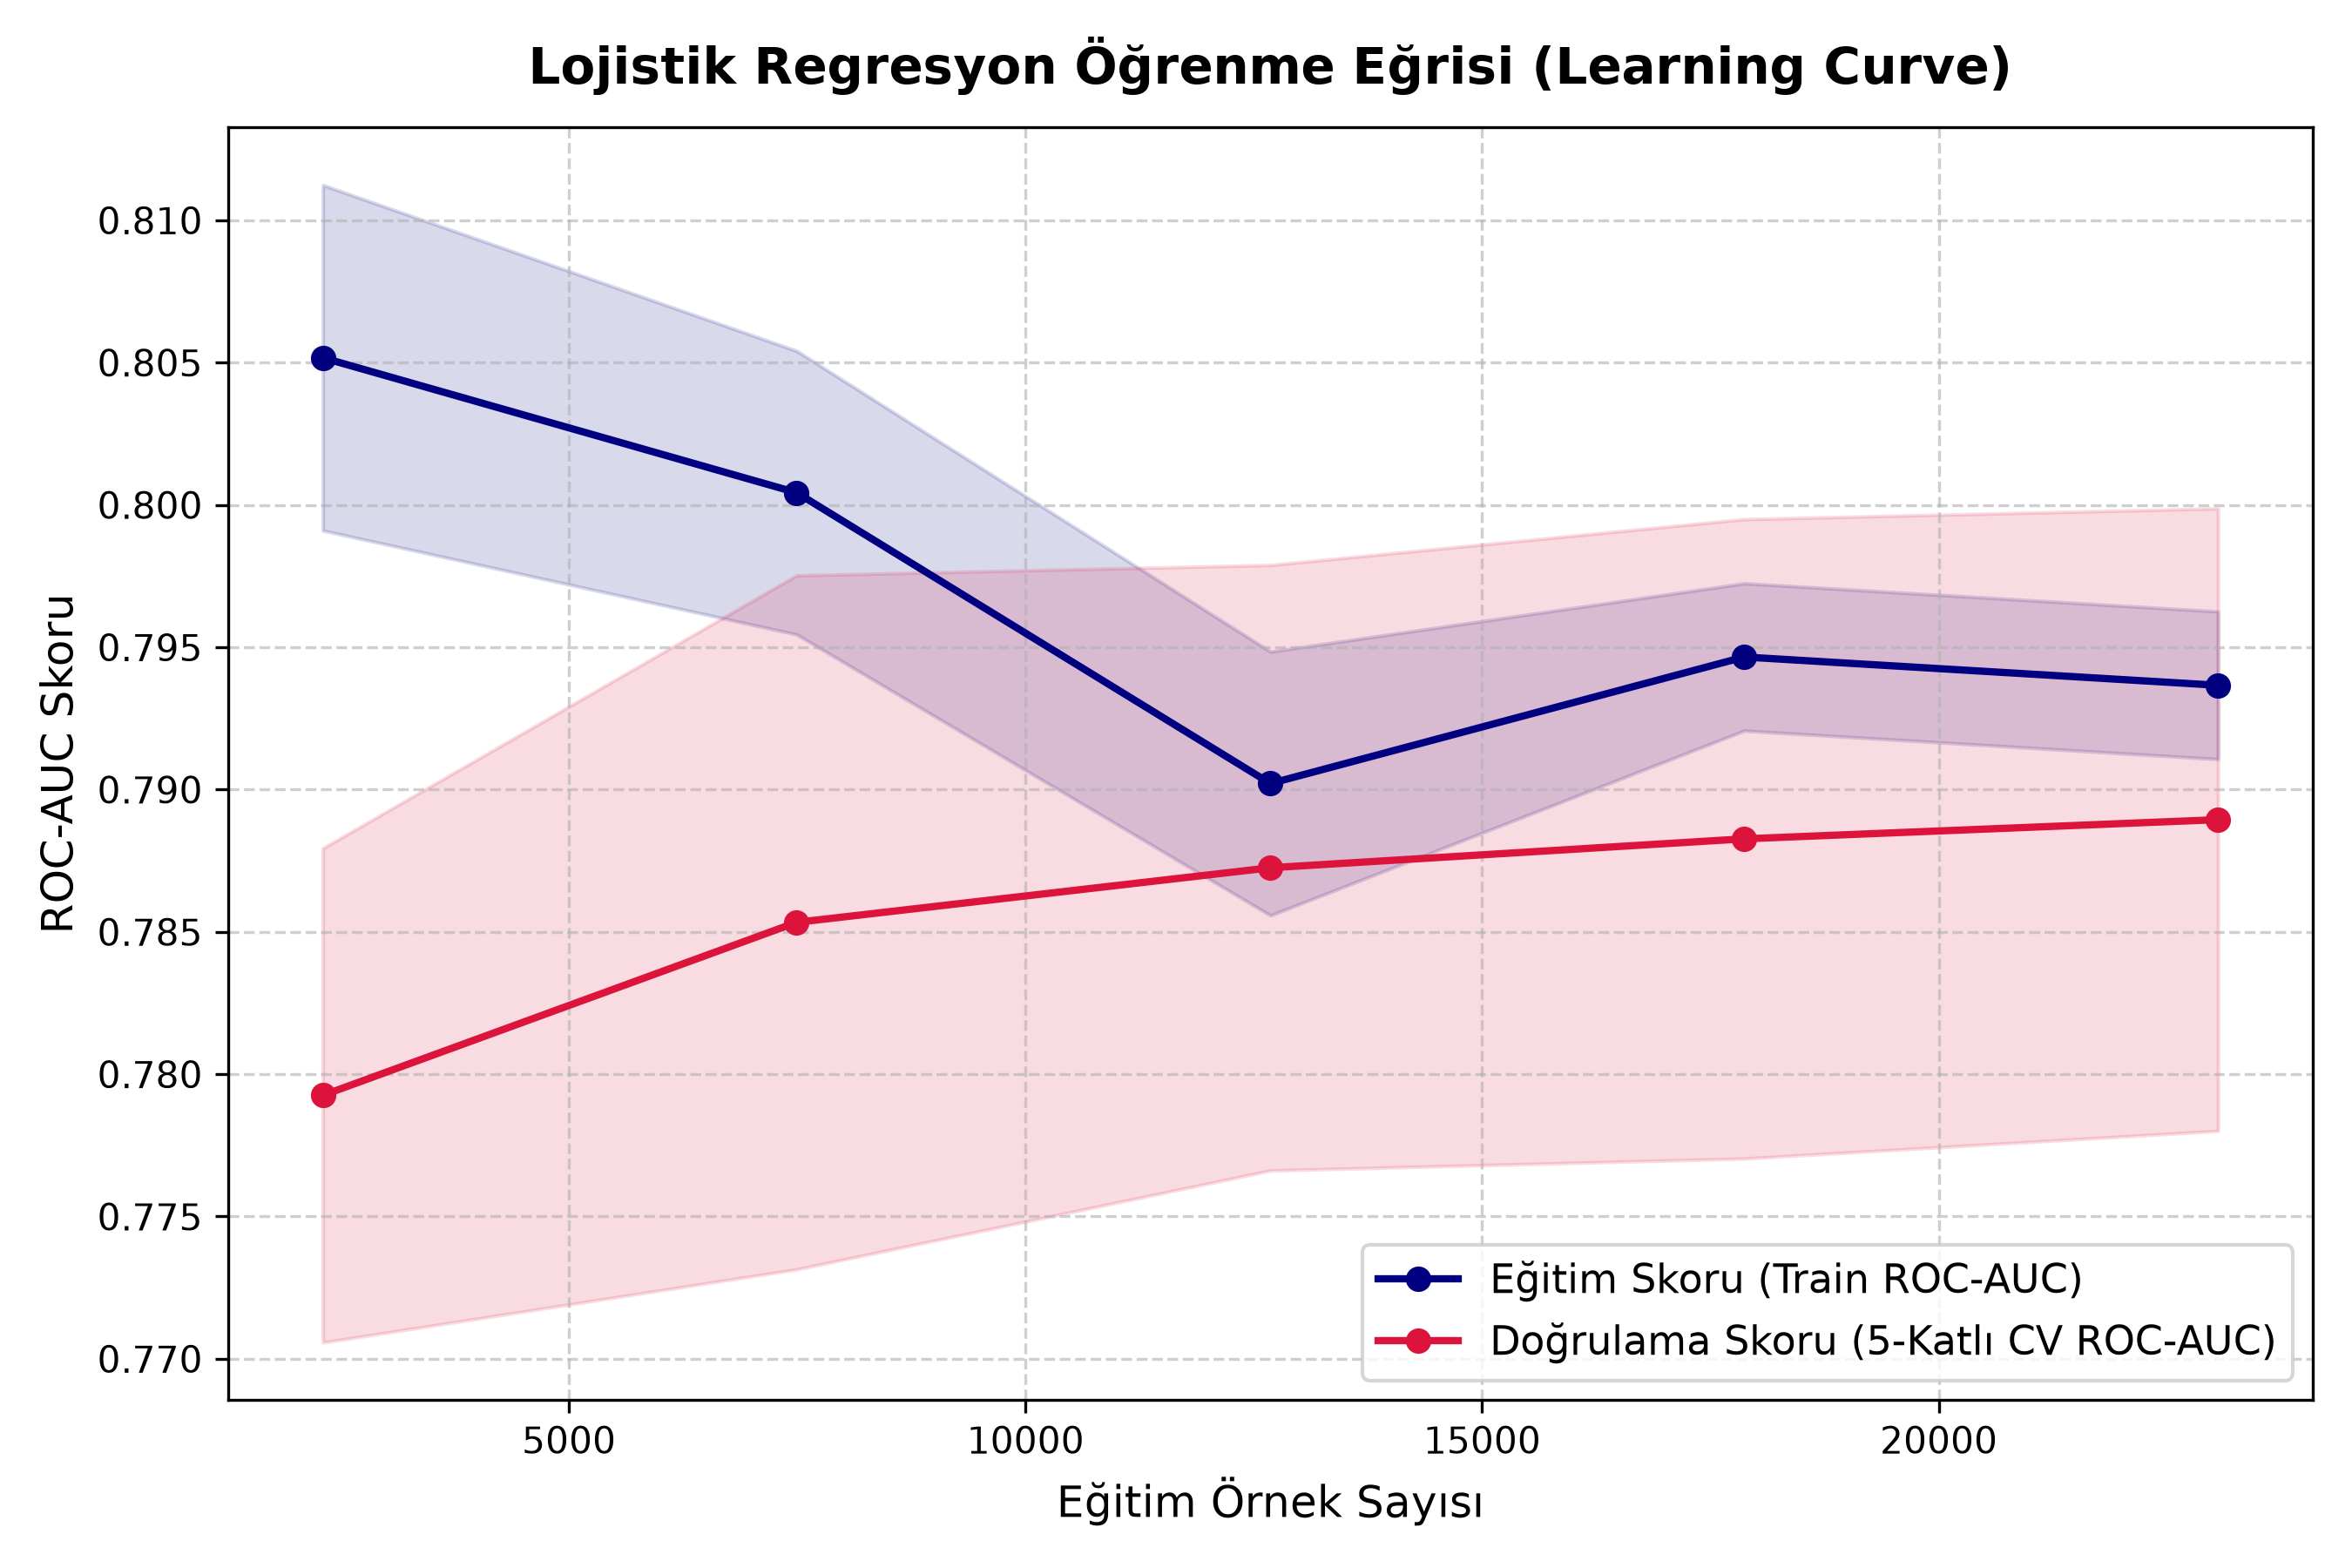 Lojistik Regresyon Öğrenme Eğrisi (Learning Curve)
ROC-AUC Skoru
0.810
0.805
0.800
0.795
0.790
0.785
0.780
0.775
0.770
Eğitim Skoru (Train ROC-AUC)
Doğrulama Skoru (5-Katlı CV ROC-AUC)
5000 10000 15000 20000
Eğitim Örnek Sayısı